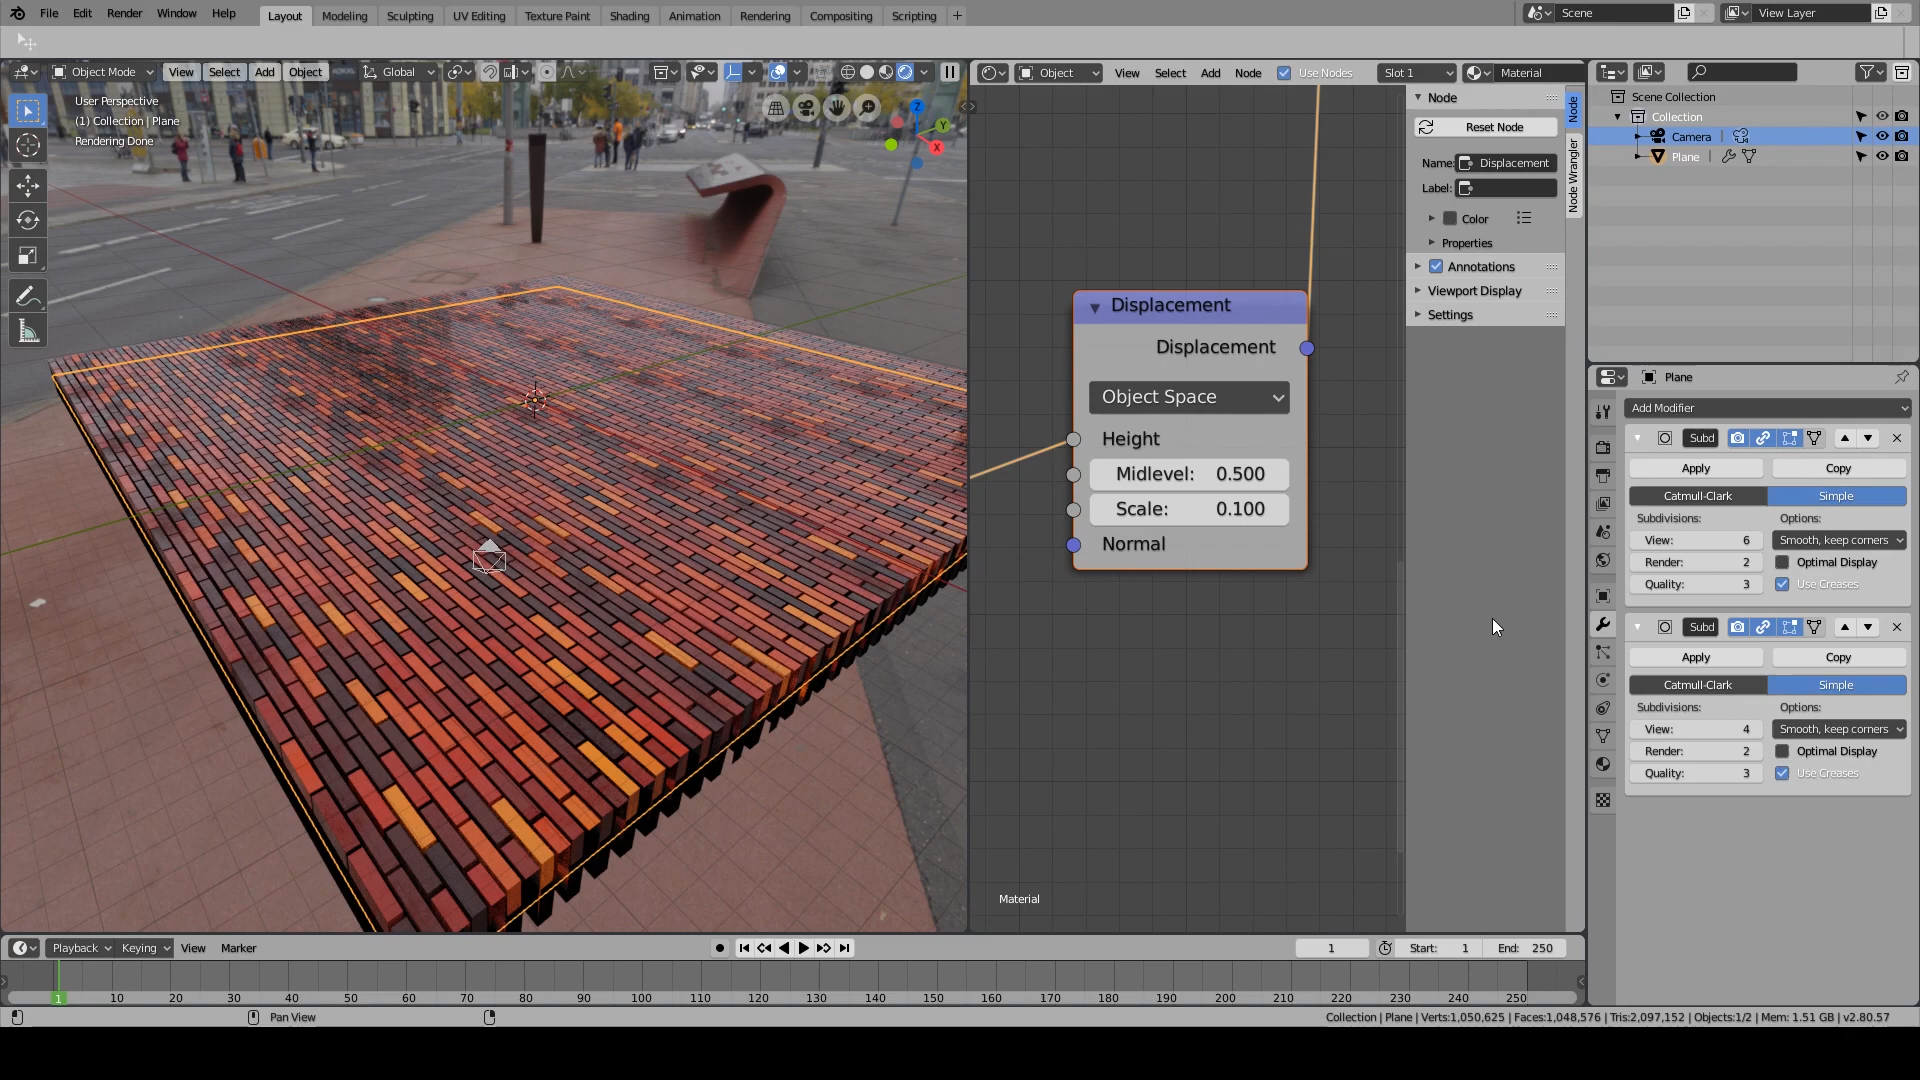 File Edit Render Window Help Layout Modeling Sculpting UV Editing Texture Paint Shading Animation Rendering Compositing Scripting + Scene View Layer
Object Mode View Select Add Object Global
User Perspective
(1) Collection | Plane
Rendering Done
Z
Y
X
Object View Select Add Node Use Nodes Slot 1 Material
Displacement
Displacement
Object Space
Height
Midlevel: 0.500
Scale: 0.100
Normal
Material
Node
Reset Node
Name: Displacement
Label:
Color
Properties
Annotations
Viewport Display
Settings
Node
Node Wrangler
Scene Collection
Collection
Camera
Plane
Plane
Add Modifier
Subd
Apply Copy
Catmull-Clark Simple
Subdivisions: Options:
View: 6 Smooth, keep corners
Render: 2 Optimal Display
Quality: 3 Use Creases
Subd
Apply Copy
Catmull-Clark Simple
Subdivisions: Options:
View: 4 Smooth, keep corners
Render: 2 Optimal Display
Quality: 3 Use Creases
Playback Keying View Marker 1 Start: 1 End: 250
1 10 20 30 40 50 60 70 80 90 100 110 120 130 140 150 160 170 180 190 200 210 220 230 240 250
Pan View
Collection | Plane | Verts:1,050,625 | Faces:1,048,576 | Tris:2,097,152 | Objects:1/2 | Mem: 1.51 GB | v2.80.57